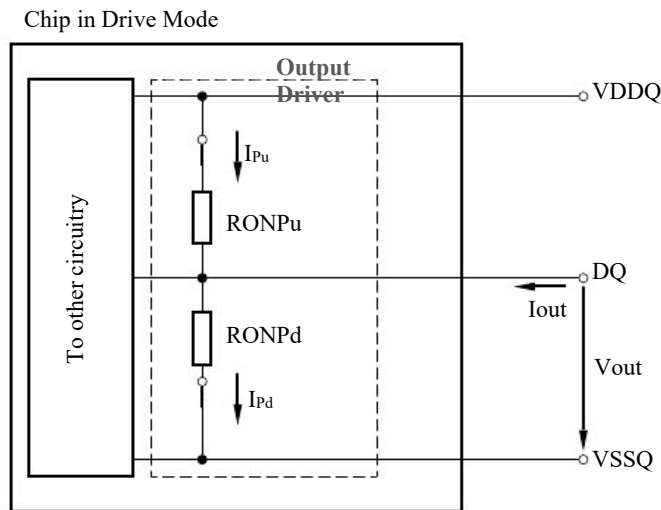 Chip in Drive Mode
Output
Driver
VDDQ
IPu
RONPu
To other circuitry
DQ
Iout
RONPd
Vout
IPd
VSSQ